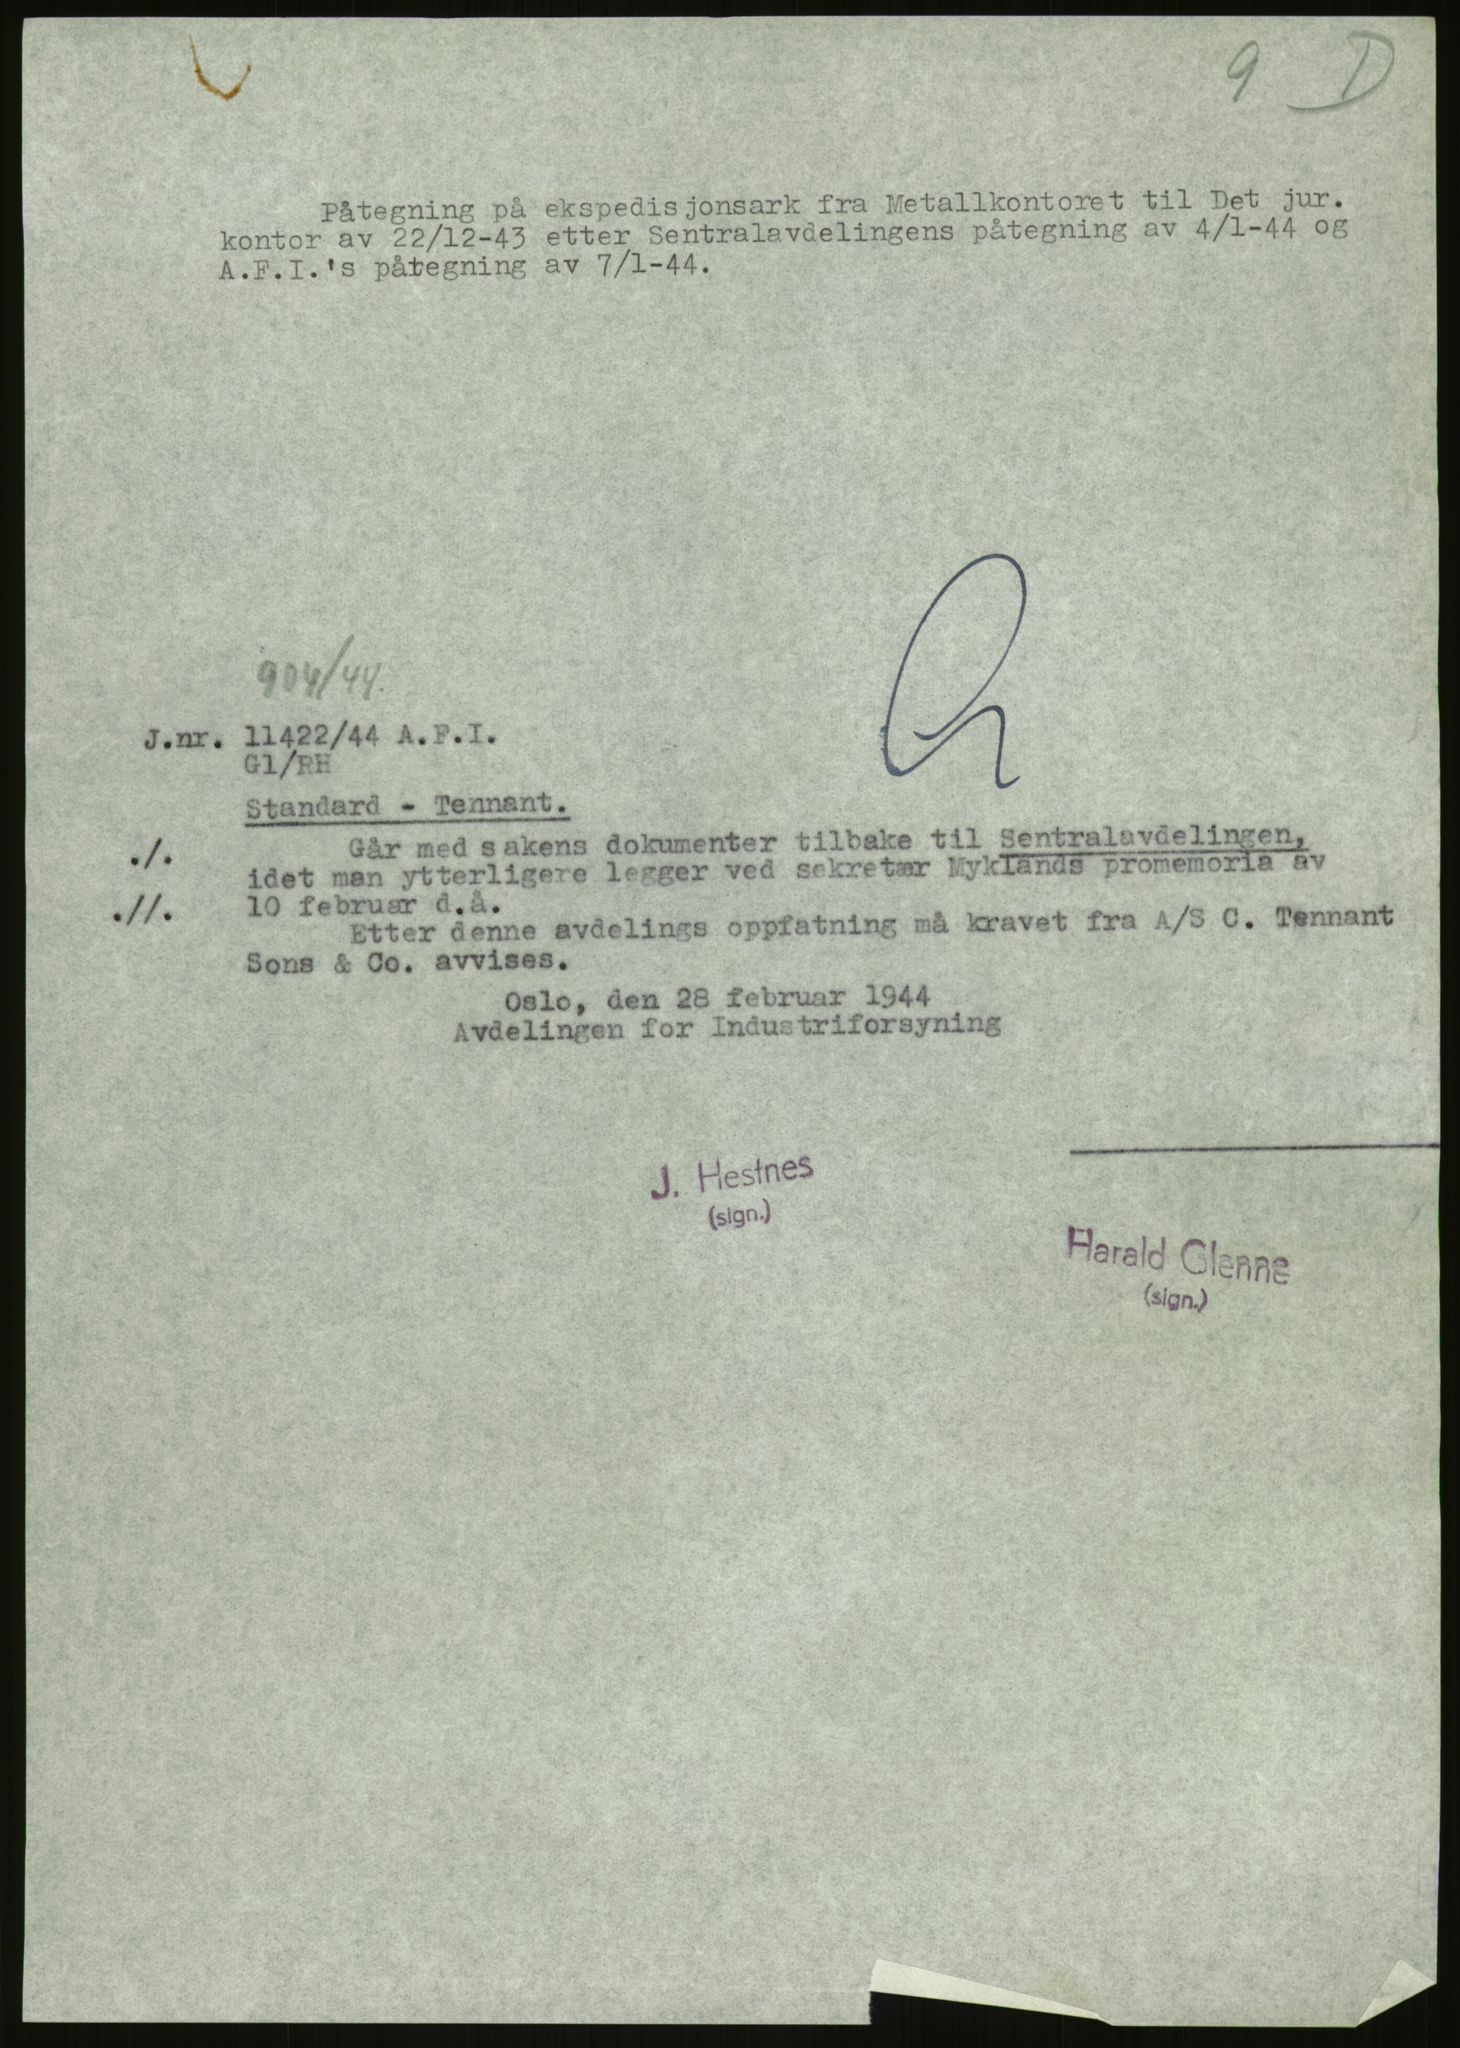 9 D
Påtegning på ekspedisjonsark fra Metallkontoret til Det jur.
kontor av 22/12-43 etter Sentralavdelingens påtegning av 4/1-44 og
A.F.I.'s påtegning av 7/1-44.
904/44.
J.nr. 11422/44 A.F.I.
Gl/RH
Standard - Tennant.
./. Går med sakens dokumenter tilbake til Sentralavdelingen,
idet man ytterligere legger ved sekretær Myklands promemoria av
.//. 10 februar d.å.
Etter denne avdelings oppfatning må kravet fra A/S C. Tennant
Sons & Co. avvises.
Oslo, den 28 februar 1944
Avdelingen for Industriforsyning
J. Hestnes
(sign.)
Harald Glenne
(sign.)